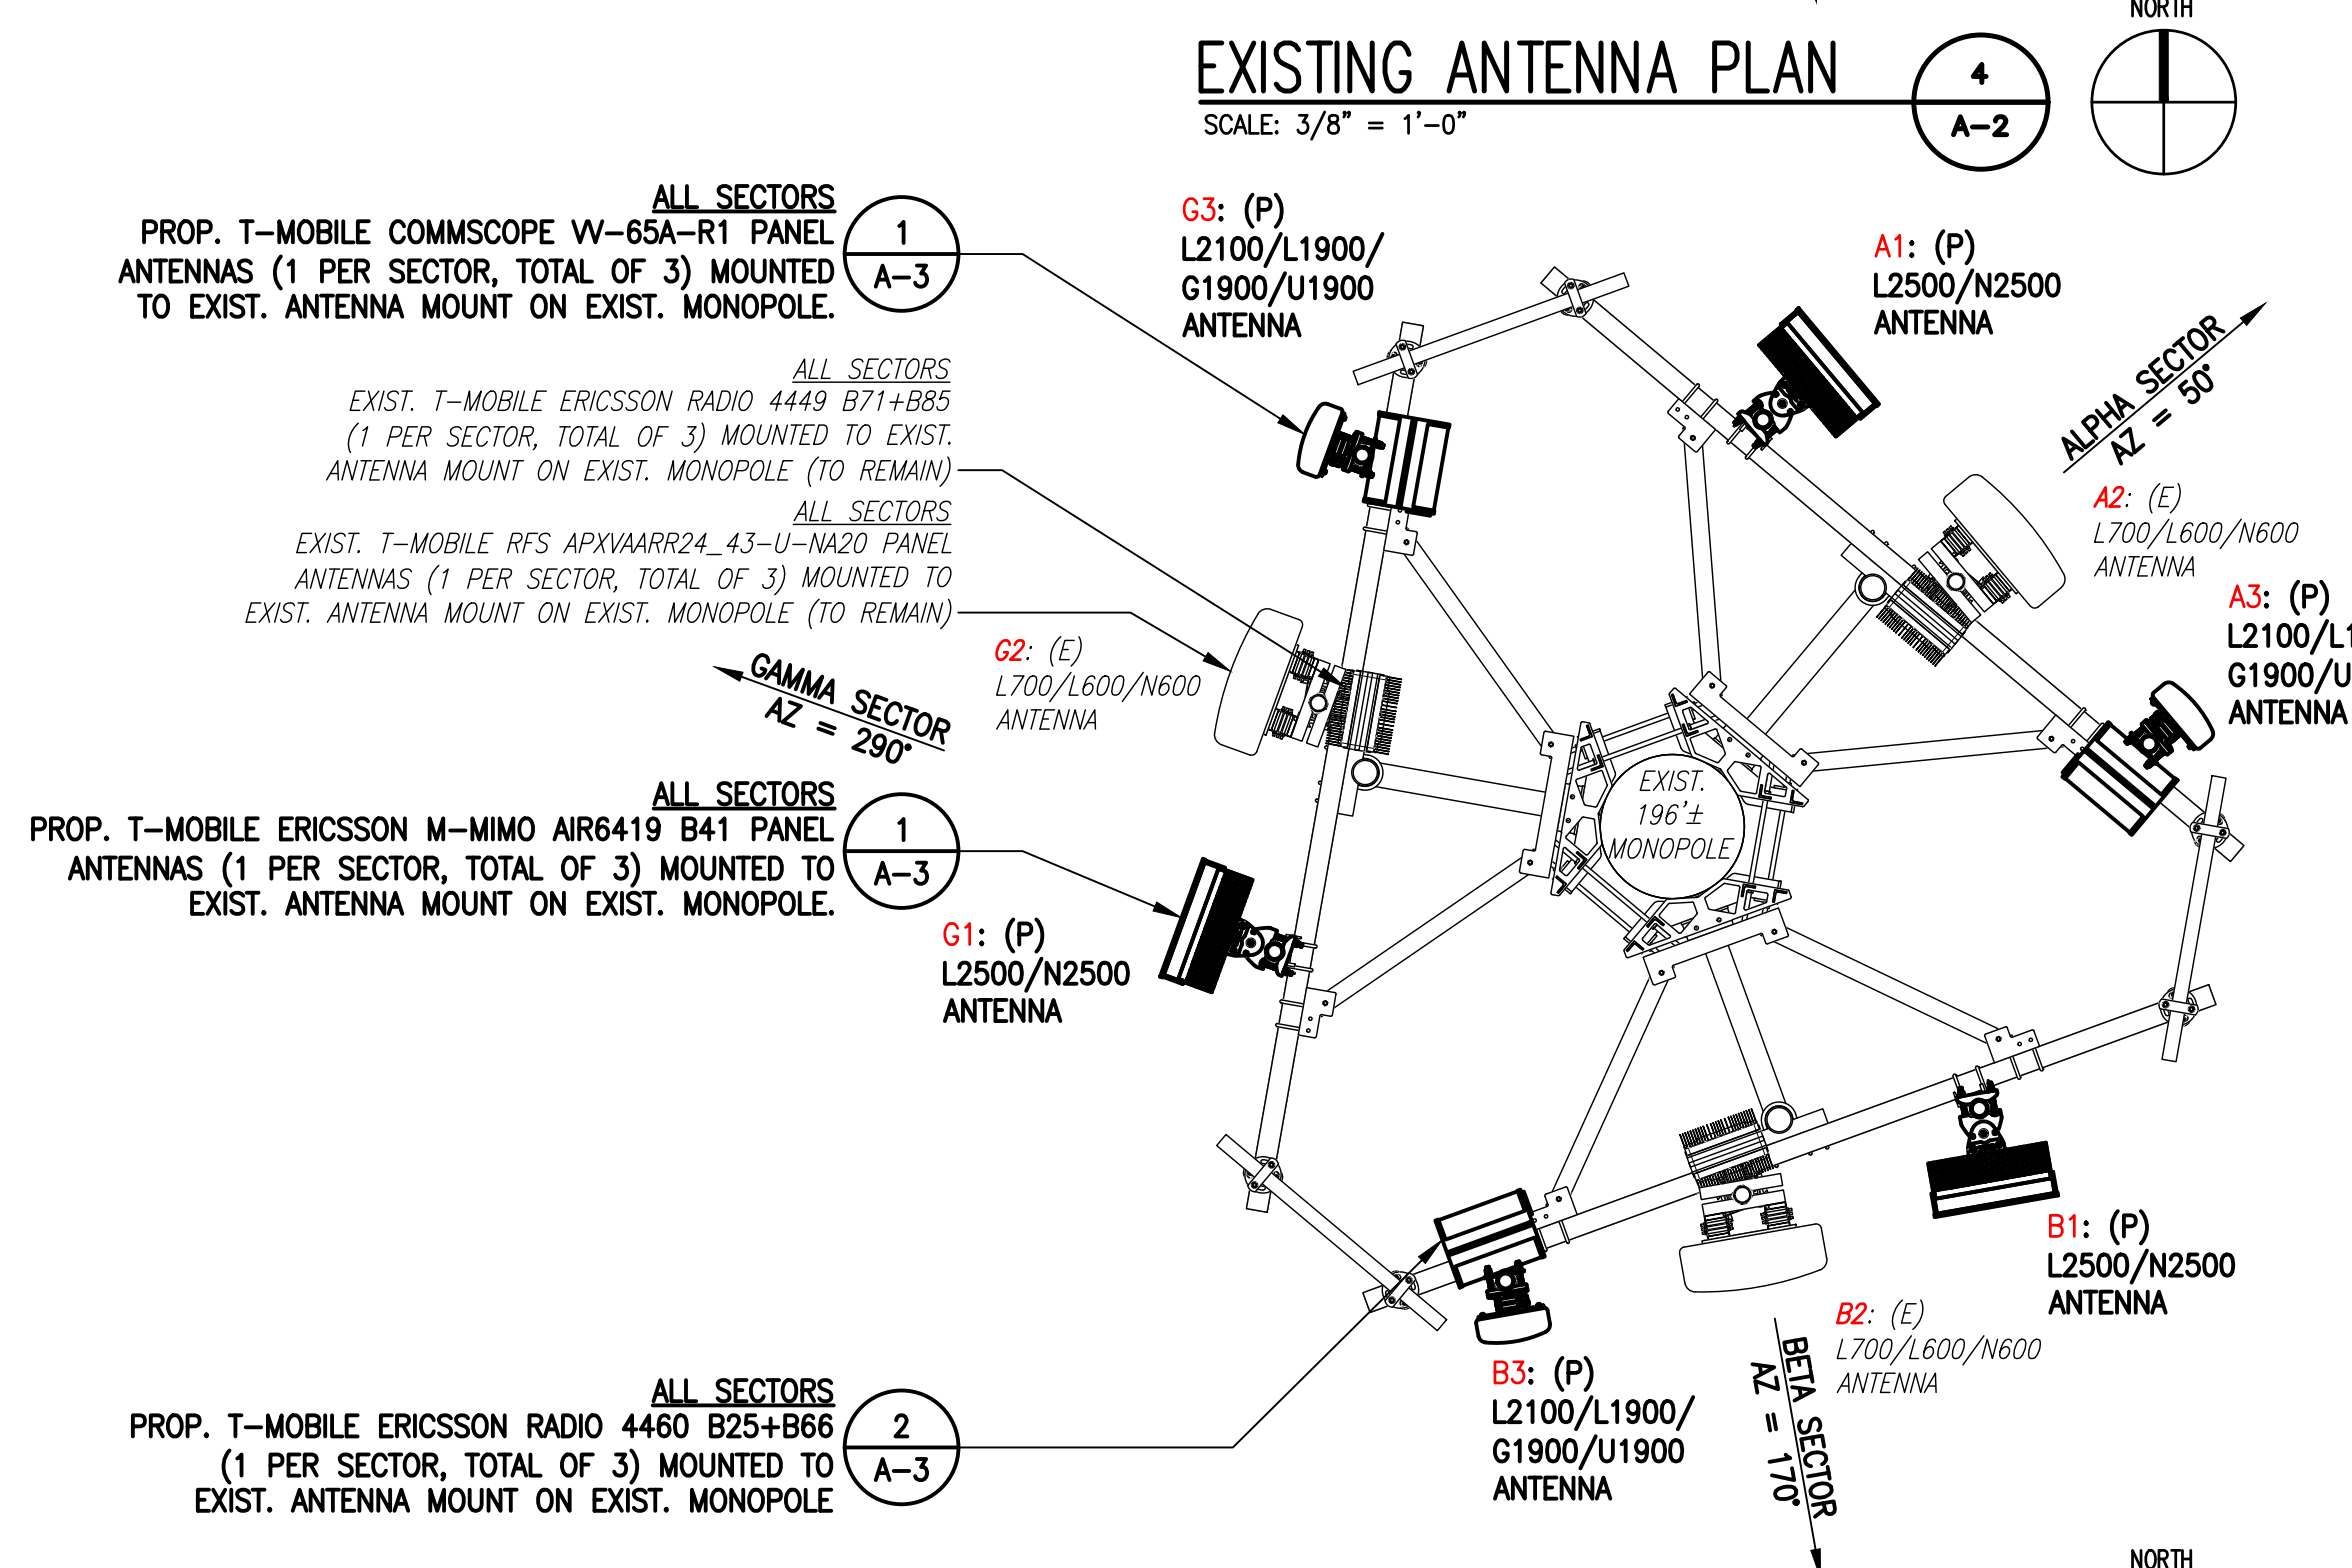 NORTH
EXISTING ANTENNA PLAN
SCALE: 3/8" = 1'-0"
4
A-2
ALL SECTORS
PROP. T-MOBILE COMMSCOPE VV-65A-R1 PANEL
ANTENNAS (1 PER SECTOR, TOTAL OF 3) MOUNTED
TO EXIST. ANTENNA MOUNT ON EXIST. MONOPOLE.
1
A-3
ALL SECTORS
EXIST. T-MOBILE ERICSSON RADIO 4449 B71+B85
(1 PER SECTOR, TOTAL OF 3) MOUNTED TO EXIST.
ANTENNA MOUNT ON EXIST. MONOPOLE (TO REMAIN)
ALL SECTORS
EXIST. T-MOBILE RFS APXVAARR24_43-U-NA20 PANEL
ANTENNAS (1 PER SECTOR, TOTAL OF 3) MOUNTED TO
EXIST. ANTENNA MOUNT ON EXIST. MONOPOLE (TO REMAIN)
GAMMA SECTOR
AZ = 290°
ALL SECTORS
PROP. T-MOBILE ERICSSON M-MIMO AIR6419 B41 PANEL
ANTENNAS (1 PER SECTOR, TOTAL OF 3) MOUNTED TO
EXIST. ANTENNA MOUNT ON EXIST. MONOPOLE.
1
A-3
ALL SECTORS
PROP. T-MOBILE ERICSSON RADIO 4460 B25+B66
(1 PER SECTOR, TOTAL OF 3) MOUNTED TO
EXIST. ANTENNA MOUNT ON EXIST. MONOPOLE
2
A-3
G3: (P)
L2100/L1900/
G1900/U1900
ANTENNA
G2: (E)
L700/L600/N600
ANTENNA
G1: (P)
L2500/N2500
ANTENNA
A1: (P)
L2500/N2500
ANTENNA
ALPHA SECTOR
AZ = 50°
A2: (E)
L700/L600/N600
ANTENNA
A3: (P)
L2100/L1
G1900/U
ANTENNA
EXIST.
196'±
MONOPOLE
B1: (P)
L2500/N2500
ANTENNA
B2: (E)
L700/L600/N600
ANTENNA
B3: (P)
L2100/L1900/
G1900/U1900
ANTENNA
BETA SECTOR
AZ = 170°
NORTH